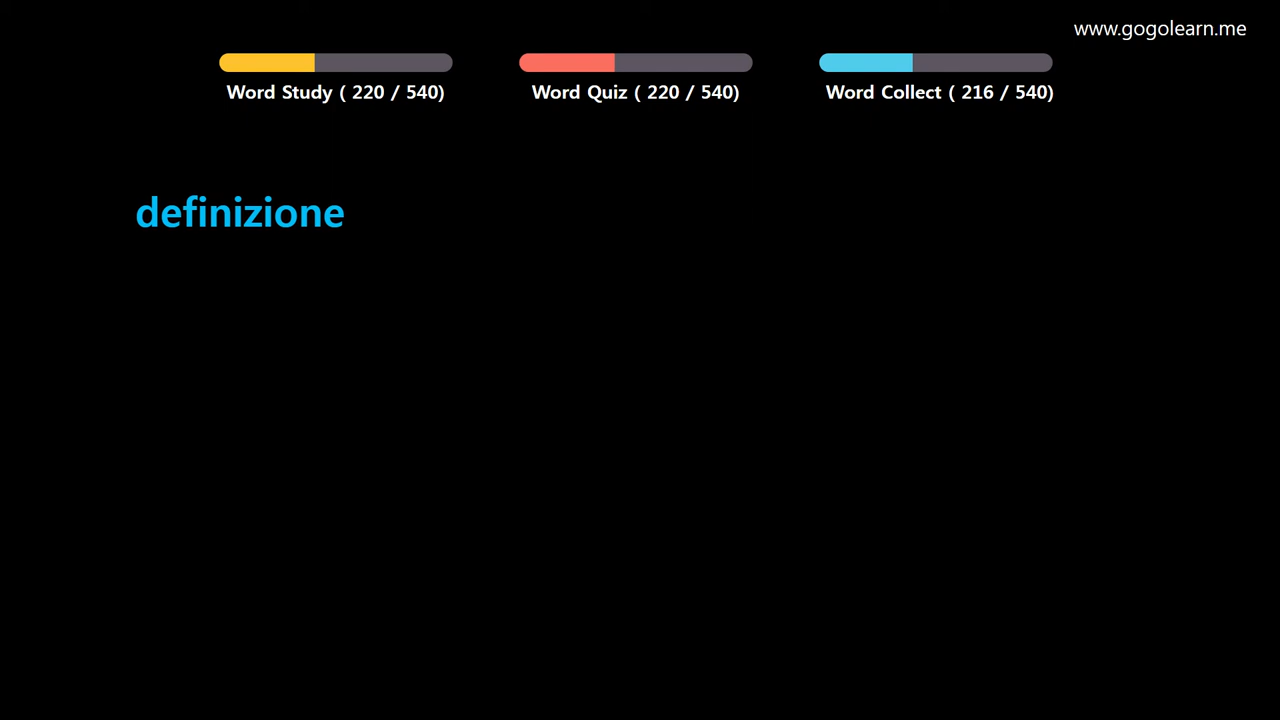 www.gogolearn.me
Word Study ( 220 / 540)
Word Quiz ( 220 / 540)
Word Collect ( 216 / 540)
definizione